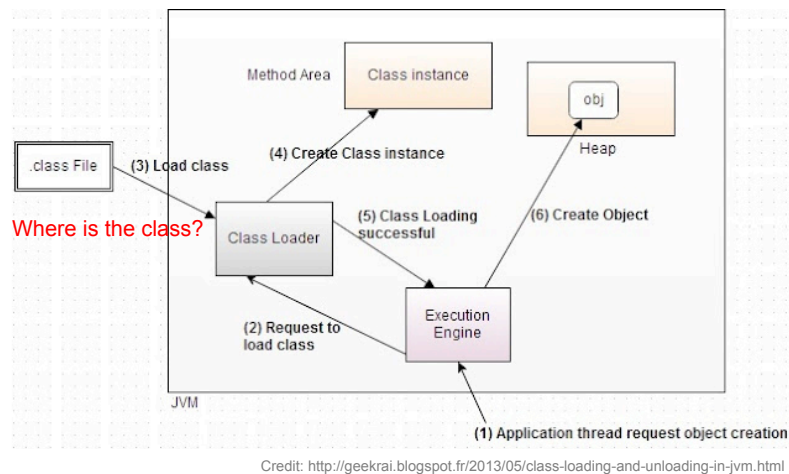 Method Area
Class instance
obj
Heap
.class File
(3) Load class
(4) Create Class instance
Where is the class?
Class Loader
(5) Class Loading
successful
(6) Create Object
(2) Request to
load class
Execution
Engine
JVM
(1) Application thread request object creation
Credit: http://geekrai.blogspot.fr/2013/05/class-loading-and-unloading-in-jvm.html